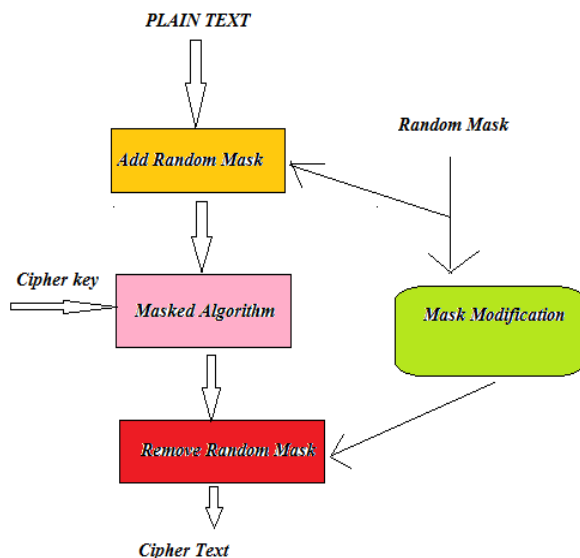 PLAIN TEXT
Random Mask
Add Random Mask
Cipher key
Masked Algorithm
Mask Modification
Remove Random Mask
Cipher Text